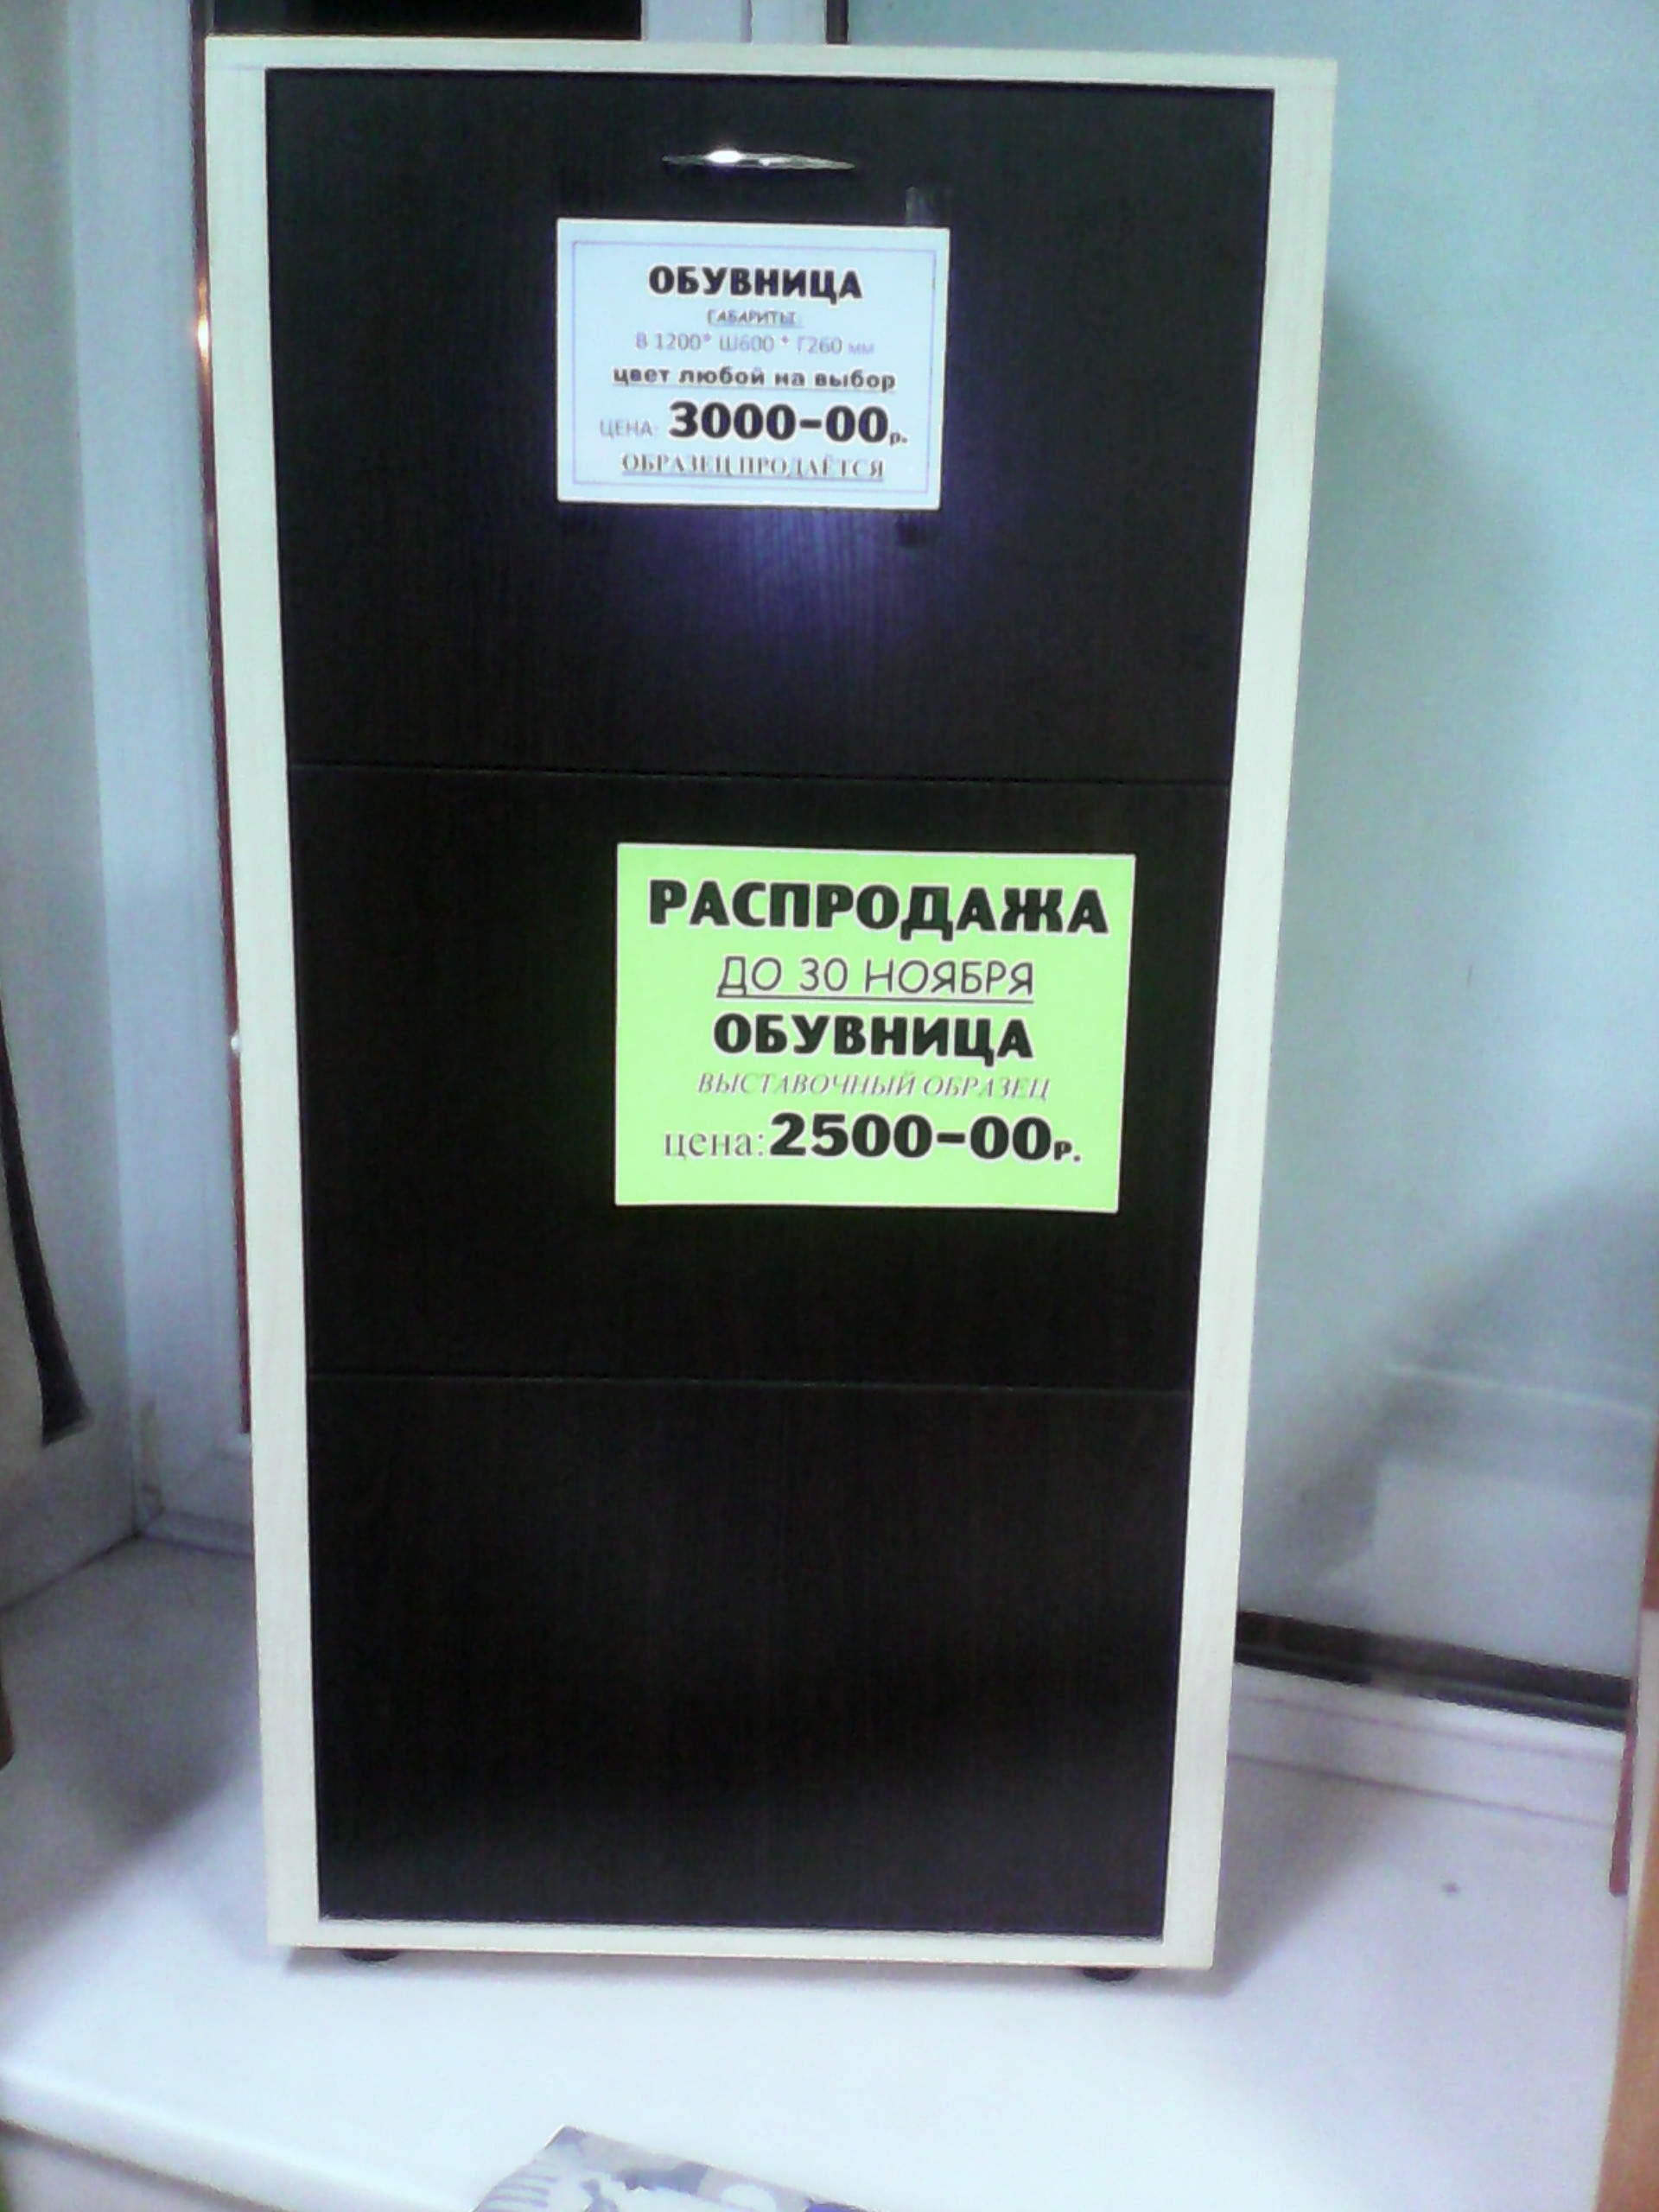 ОБУВНИЦА
ГАБАРИТЫ:
В 1200* Ш600 * Г260 мм
цвет любой на выбор
ЦЕНА: 3000-00р.
ОБРАЗЕЦ ПРОДАЁТСЯ
РАСПРОДАЖА
ДО 30 НОЯБРЯ
ОБУВНИЦА
ВЫСТАВОЧНЫЙ ОБРАЗЕЦ
цена:2500-00р.